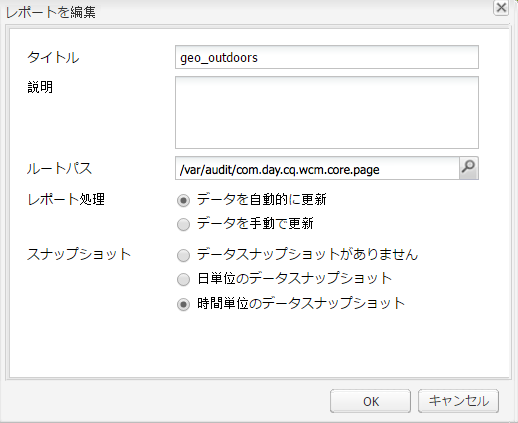 レポートを編集
タイトル geo_outdoors
説明
ルートパス /var/audit/com.day.cq.wcm.core.page
レポート処理 データを自動的に更新
データを手動で更新
スナップショット データスナップショットがありません
日単位のデータスナップショット
時間単位のデータスナップショット
OK キャンセル